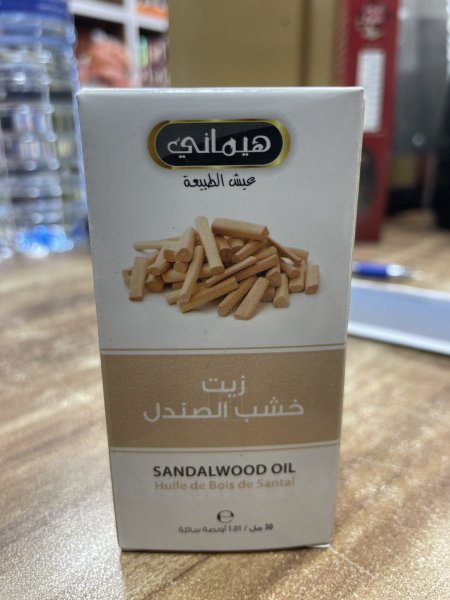 هيماني
عيش الطبيعة
زيت
خشب الصندل
SANDALWOOD OIL
Huile de Bois de Santal
℮
30 مل / 1.01 أونصة سائلة